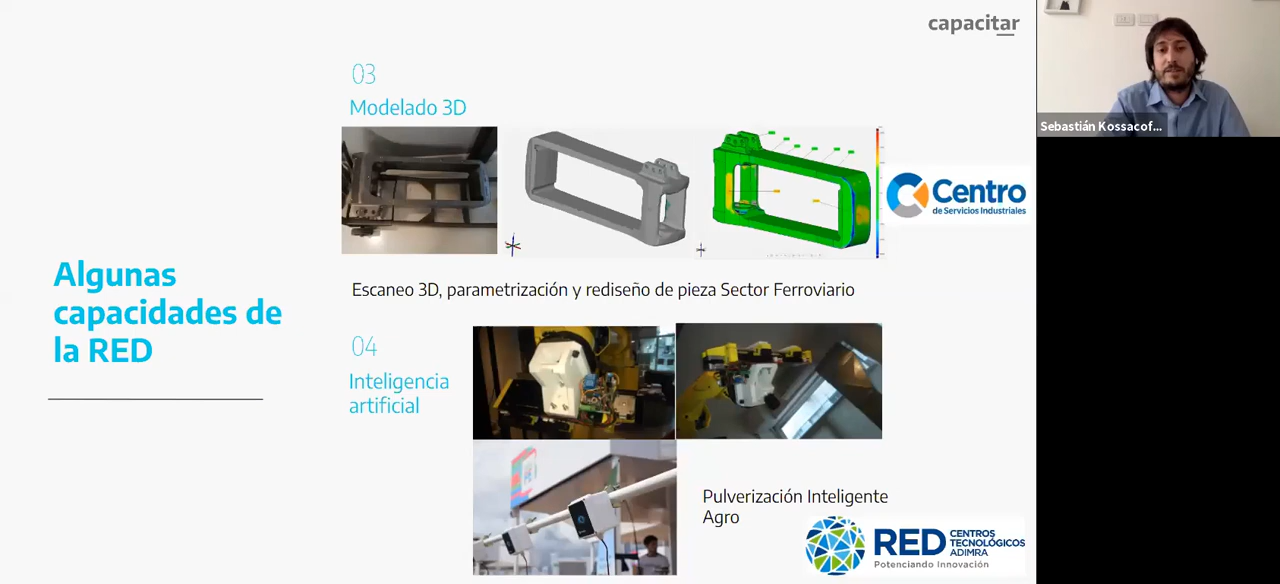 capacitar
03
Modelado 3D
Centro
de Servicios Industriales
Escaneo 3D, parametrización y rediseño de pieza Sector Ferroviario
Algunas
capacidades de
la RED
04
Inteligencia
artificial
Pulverización Inteligente
Agro
RED CENTROS
TECNOLÓGICOS
ADIMRA
Potenciando Innovación
Sebastián Kossacof...